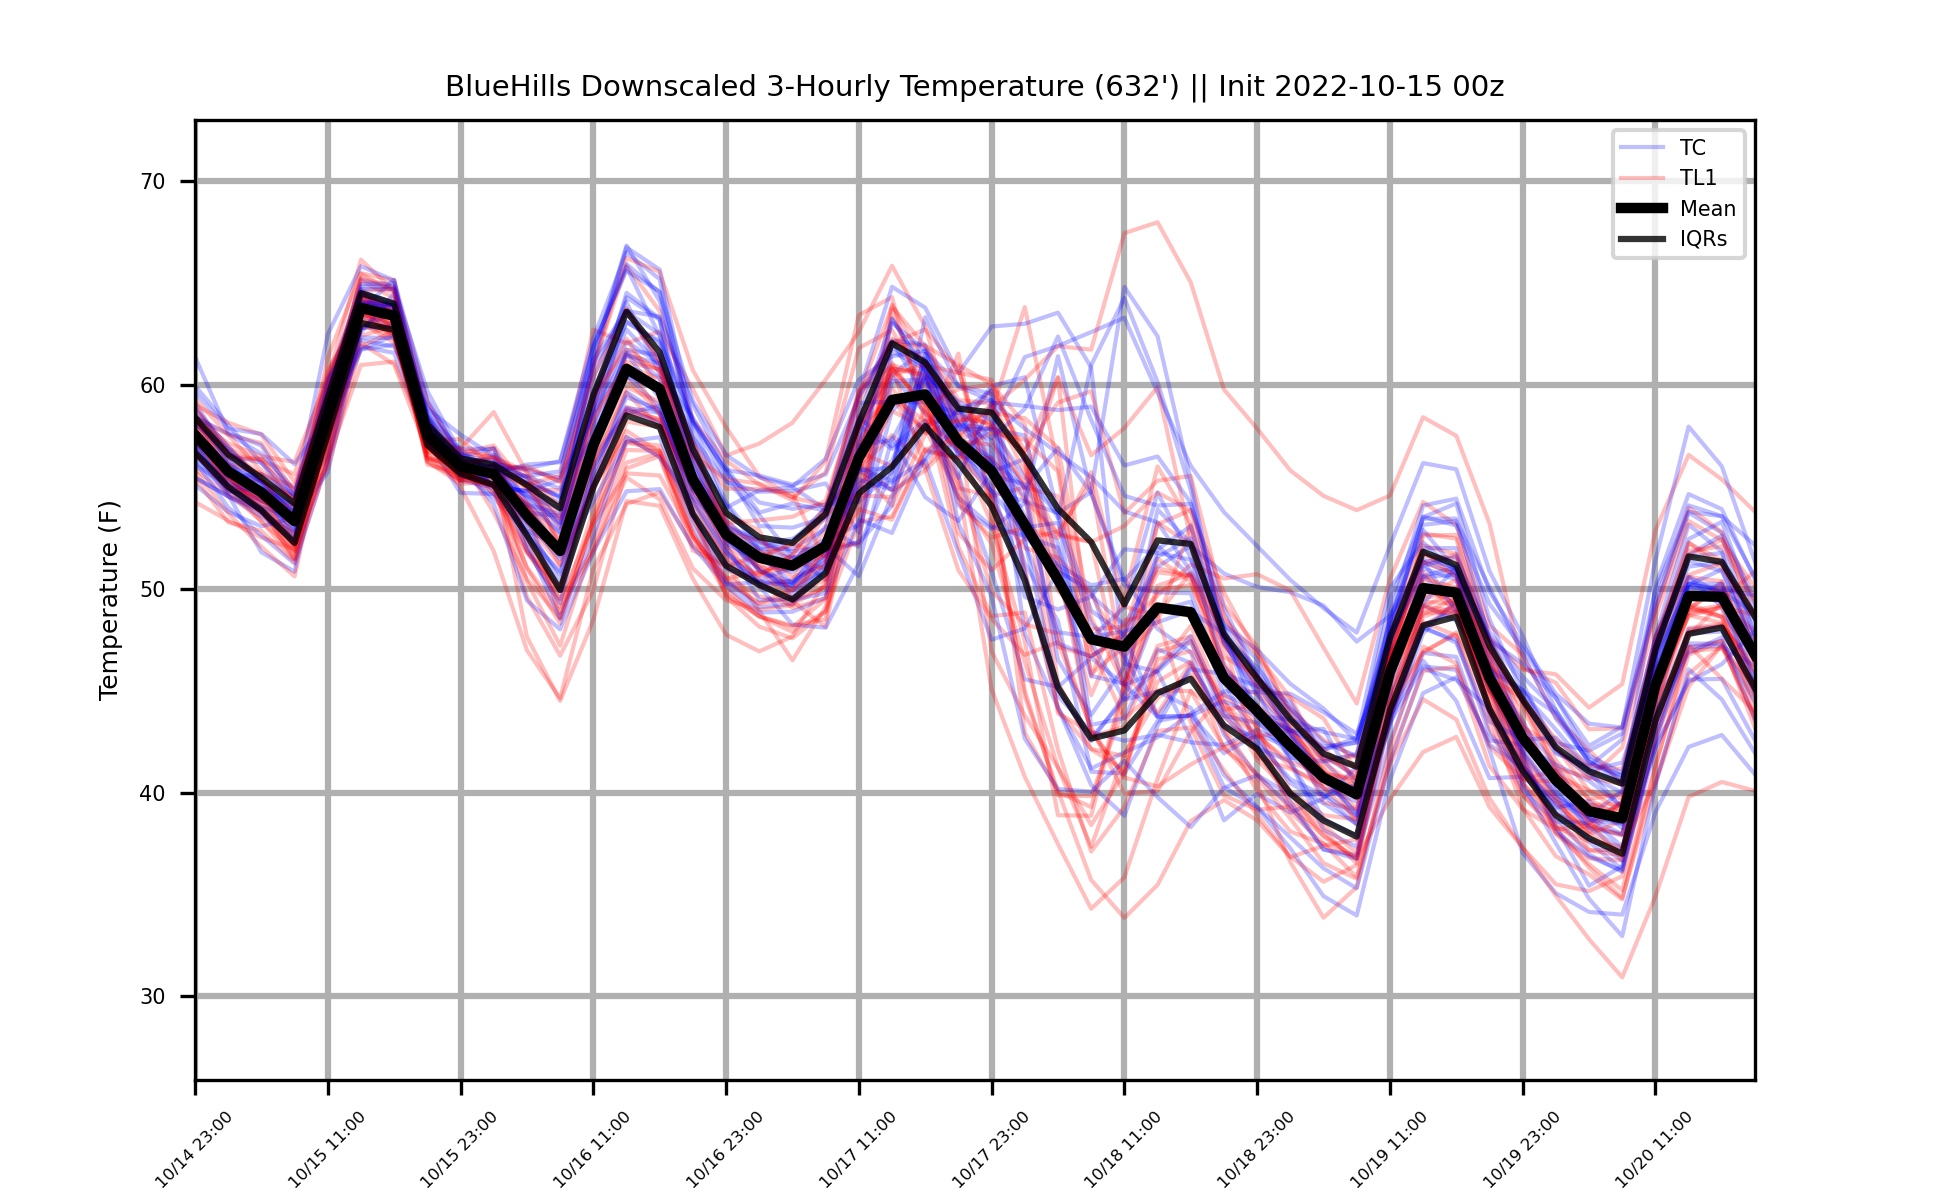 BlueHills Downscaled 3-Hourly Temperature (632') || Init 2022-10-15 00z
TC
TL1
Mean
IQRs
Temperature (F)
70
60
50
40
30
10/14 23:00
10/15 11:00
10/15 23:00
10/16 11:00
10/16 23:00
10/17 11:00
10/17 23:00
10/18 11:00
10/18 23:00
10/19 11:00
10/19 23:00
10/20 11:00